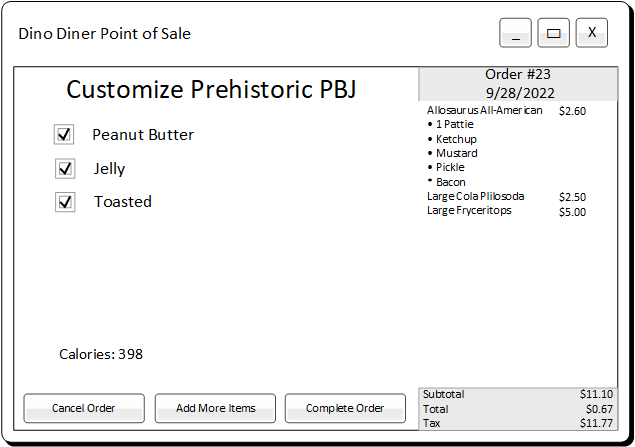 Dino Diner Point of Sale
_ X
Customize Prehistoric PBJ
Peanut Butter
Jelly
Toasted
Calories: 398
Cancel Order
Add More Items
Complete Order
Order #23
9/28/2022
Allosaurus All-American $2.60
• 1 Pattie
• Ketchup
• Mustard
• Pickle
* Bacon
Large Cola Plilosoda $2.50
Large Fryceritops $5.00
Subtotal $11.10
Total $0.67
Tax $11.77